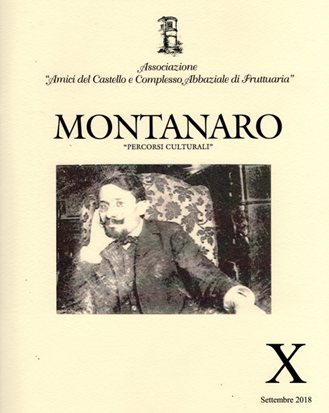 Associazione
"Amici del Castello e Complesso Abbaziale di Fruttuaria"
MONTANARO
"PERCORSI CULTURALI"
X
Settembre 2018